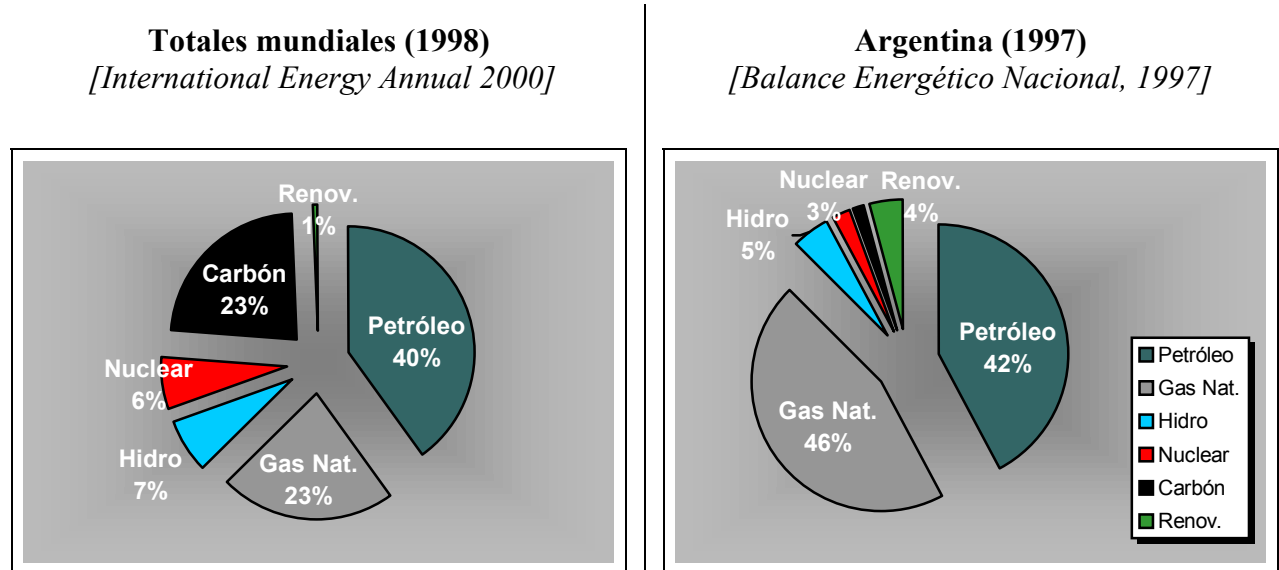 Totales mundiales (1998)
[International Energy Annual 2000]
Renov.
1%
Carbón
23%
Petróleo
40%
Nuclear
6%
Hidro
7%
Gas Nat.
23%
Argentina (1997)
[Balance Energético Nacional, 1997]
Nuclear
3%
Renov.
4%
Hidro
5%
Petróleo
42%
Gas Nat.
46%
Petróleo
Gas Nat.
Hidro
Nuclear
Carbón
Renov.